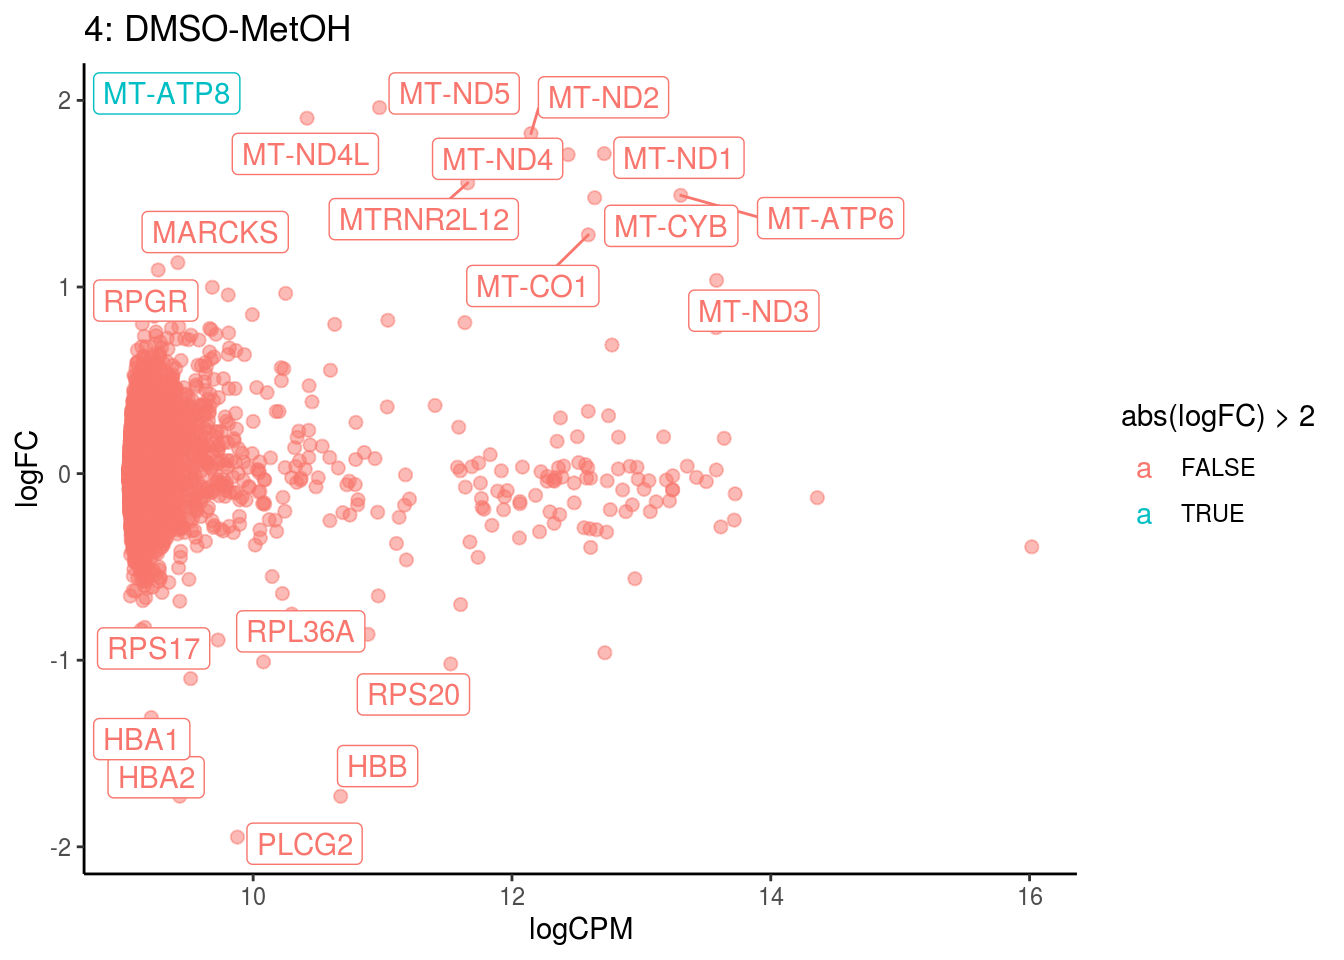 4: DMSO-MetOH
MT-ATP8
MT-ND5
MT-ND2
MT-ND4L
MT-ND4
MT-ND1
MTRNR2L12
MT-CYB
MT-ATP6
MARCKS
MT-CO1
RPGR
MT-ND3
RPS17
RPL36A
RPS20
HBA1
HBA2
HBB
PLCG2
2
1
0
-1
-2
logFC
10
12
14
16
logCPM
abs(logFC) > 2
a FALSE
a TRUE